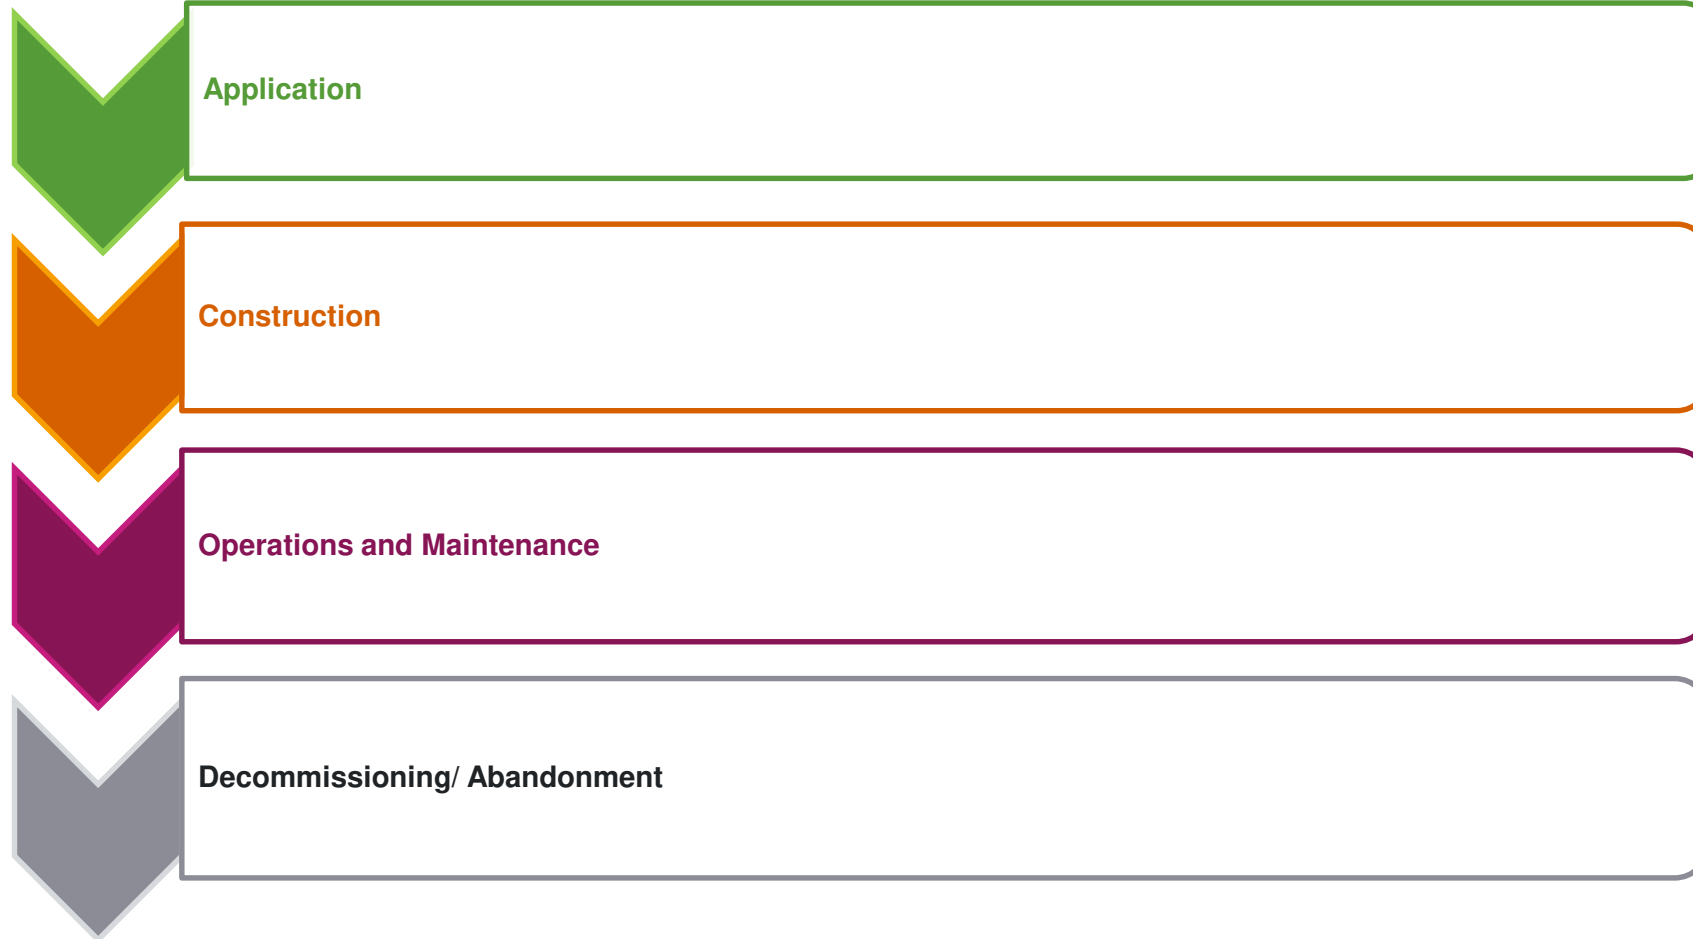 Application
Construction
Operations and Maintenance
Decommissioning/ Abandonment